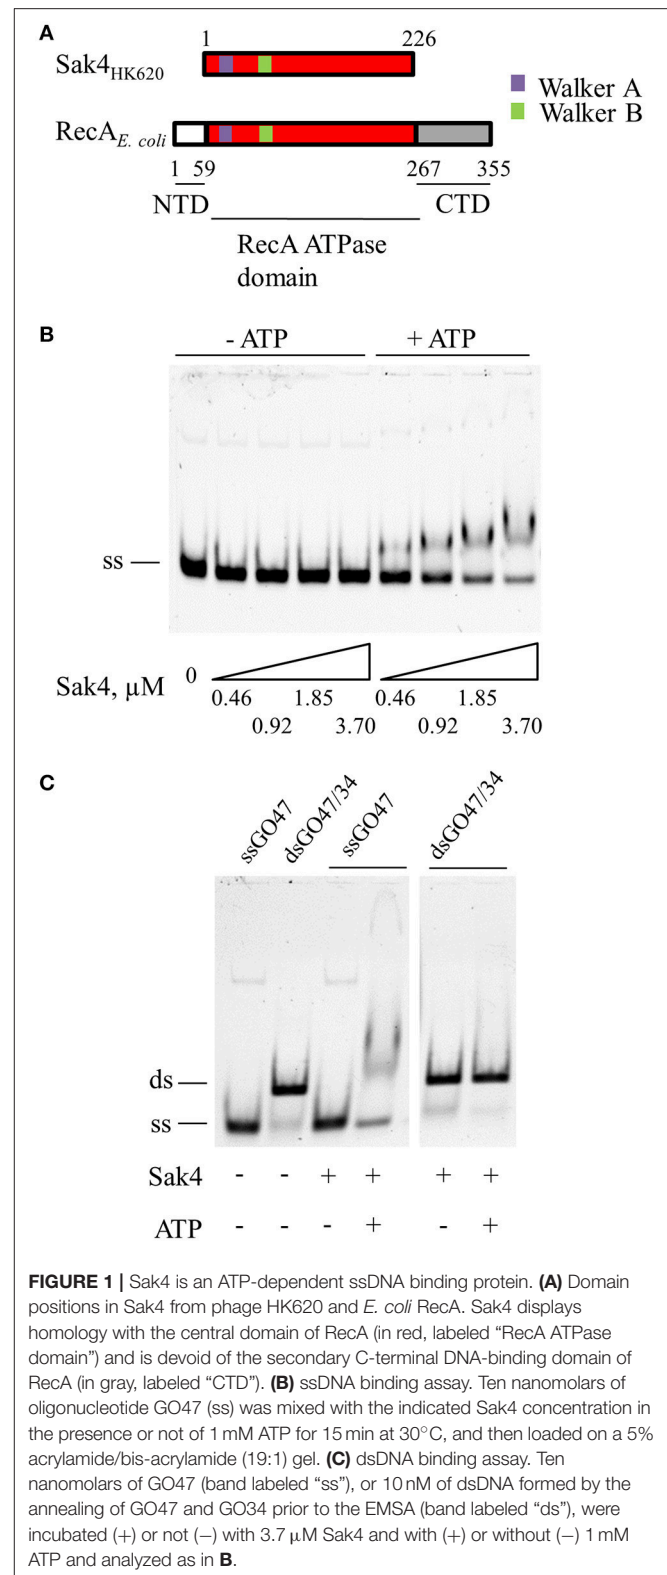 A
1 226
Sak4HK620
Walker A
Walker B
RecAE. coli
1 59 267 355
NTD CTD
RecA ATPase
domain
B
- ATP + ATP
ss
Sak4, µM 0 0.46 1.85 0.46 1.85
0.92 3.70 0.92 3.70
C
ssGO47 dsGO47/34 ssGO47 dsGO47/34
ds
ss
Sak4 - - + + + +
ATP - - - + - +
FIGURE 1 | Sak4 is an ATP-dependent ssDNA binding protein. (A) Domain
positions in Sak4 from phage HK620 and E. coli RecA. Sak4 displays
homology with the central domain of RecA (in red, labeled “RecA ATPase
domain”) and is devoid of the secondary C-terminal DNA-binding domain of
RecA (in gray, labeled “CTD”). (B) ssDNA binding assay. Ten nanomolars of
oligonucleotide GO47 (ss) was mixed with the indicated Sak4 concentration in
the presence or not of 1 mM ATP for 15 min at 30°C, and then loaded on a 5%
acrylamide/bis-acrylamide (19:1) gel. (C) dsDNA binding assay. Ten
nanomolars of GO47 (band labeled “ss”), or 10 nM of dsDNA formed by the
annealing of GO47 and GO34 prior to the EMSA (band labeled “ds”), were
incubated (+) or not (−) with 3.7 µM Sak4 and with (+) or without (−) 1 mM
ATP and analyzed as in B.